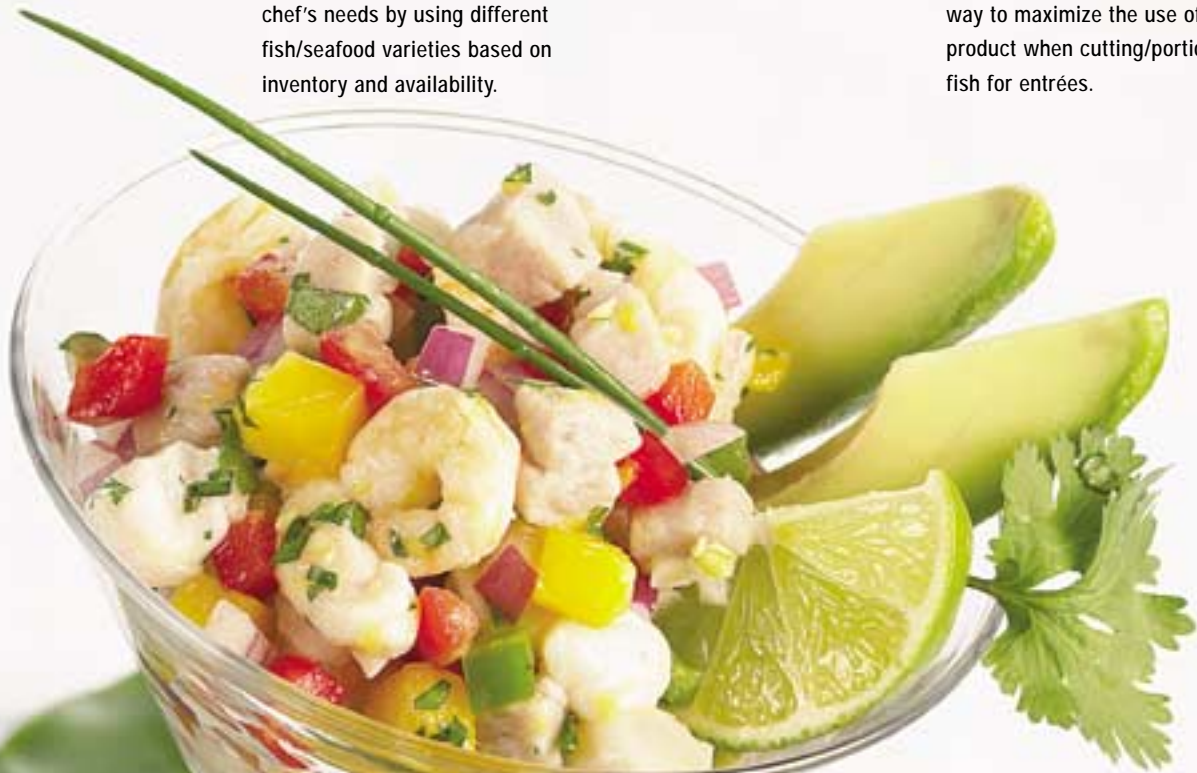 chef's needs by using different
fish/seafood varieties based on
inventory and availability.
way to maximize the use of
product when cutting/portio
fish for entrées.